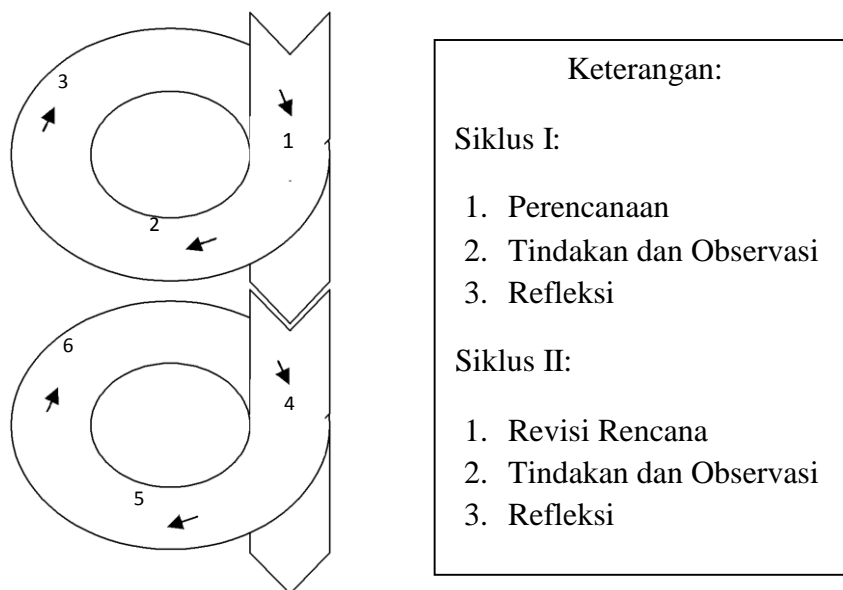 3
1
2
6
4
5
Keterangan:
Siklus I:
1. Perencanaan
2. Tindakan dan Observasi
3. Refleksi
Siklus II:
1. Revisi Rencana
2. Tindakan dan Observasi
3. Refleksi